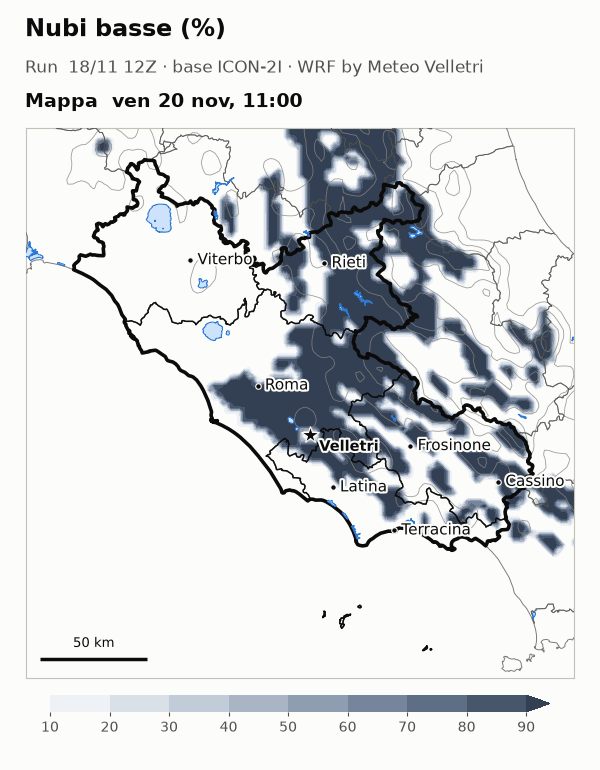 Nubi basse (%)
Run 18/11 12Z · base ICON-2I · WRF by Meteo Velletri
Mappa ven 20 nov, 11:00
Viterbo
Rieti
Roma
Velletri
Frosinone
Cassino
Latina
Terracina
50 km
10 20 30 40 50 60 70 80 90